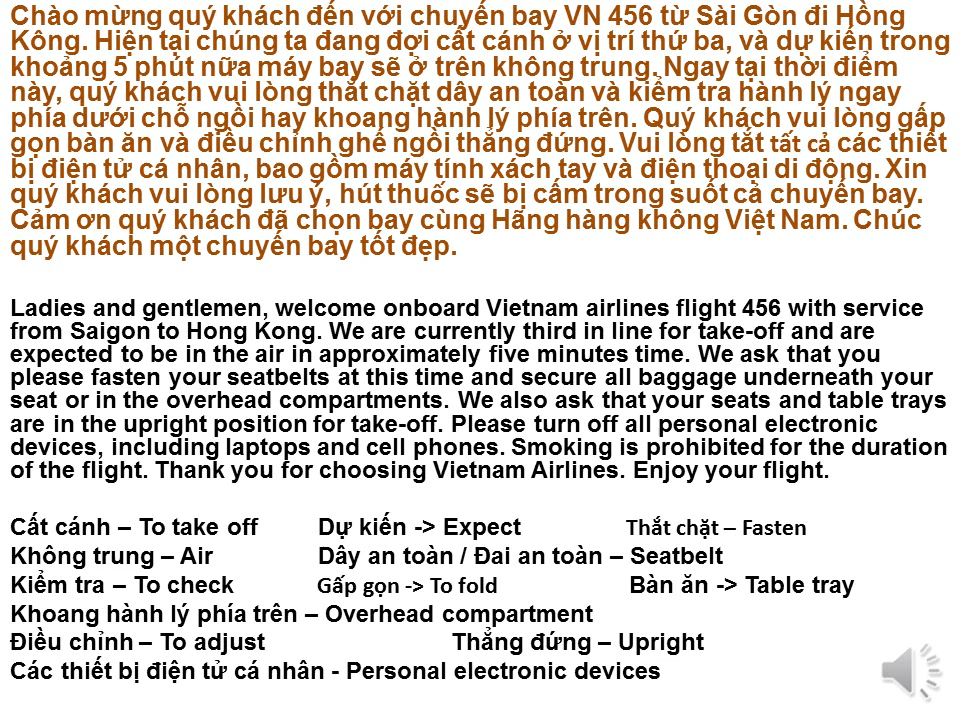 Chào mừng quý khách đến với chuyến bay VN 456 từ Sài Gòn đi Hồng
Kông. Hiện tại chúng ta đang đợi cất cánh ở vị trí thứ ba, và dự kiến trong
khoảng 5 phút nữa máy bay sẽ ở trên không trung. Ngay tại thời điểm
này, quý khách vui lòng thắt chặt dây an toàn và kiểm tra hành lý ngay
phía dưới chỗ ngồi hay khoang hành lý phía trên. Quý khách vui lòng gấp
gọn bàn ăn và điều chỉnh ghế ngồi thẳng đứng. Vui lòng tắt tất cả các thiết
bị điện tử cá nhân, bao gồm máy tính xách tay và điện thoại di động. Xin
quý khách vui lòng lưu ý, hút thuốc sẽ bị cấm trong suốt cả chuyến bay.
Cảm ơn quý khách đã chọn bay cùng Hãng hàng không Việt Nam. Chúc
quý khách một chuyến bay tốt đẹp.
Ladies and gentlemen, welcome onboard Vietnam airlines flight 456 with service
from Saigon to Hong Kong. We are currently third in line for take-off and are
expected to be in the air in approximately five minutes time. We ask that you
please fasten your seatbelts at this time and secure all baggage underneath your
seat or in the overhead compartments. We also ask that your seats and table trays
are in the upright position for take-off. Please turn off all personal electronic
devices, including laptops and cell phones. Smoking is prohibited for the duration
of the flight. Thank you for choosing Vietnam Airlines. Enjoy your flight.
Cất cánh – To take off Dự kiến -> Expect Thắt chặt – Fasten
Không trung – Air Dây an toàn / Đai an toàn – Seatbelt
Kiểm tra – To check Gấp gọn -> To fold Bàn ăn -> Table tray
Khoang hành lý phía trên – Overhead compartment
Điều chỉnh – To adjust Thẳng đứng – Upright
Các thiết bị điện tử cá nhân - Personal electronic devices